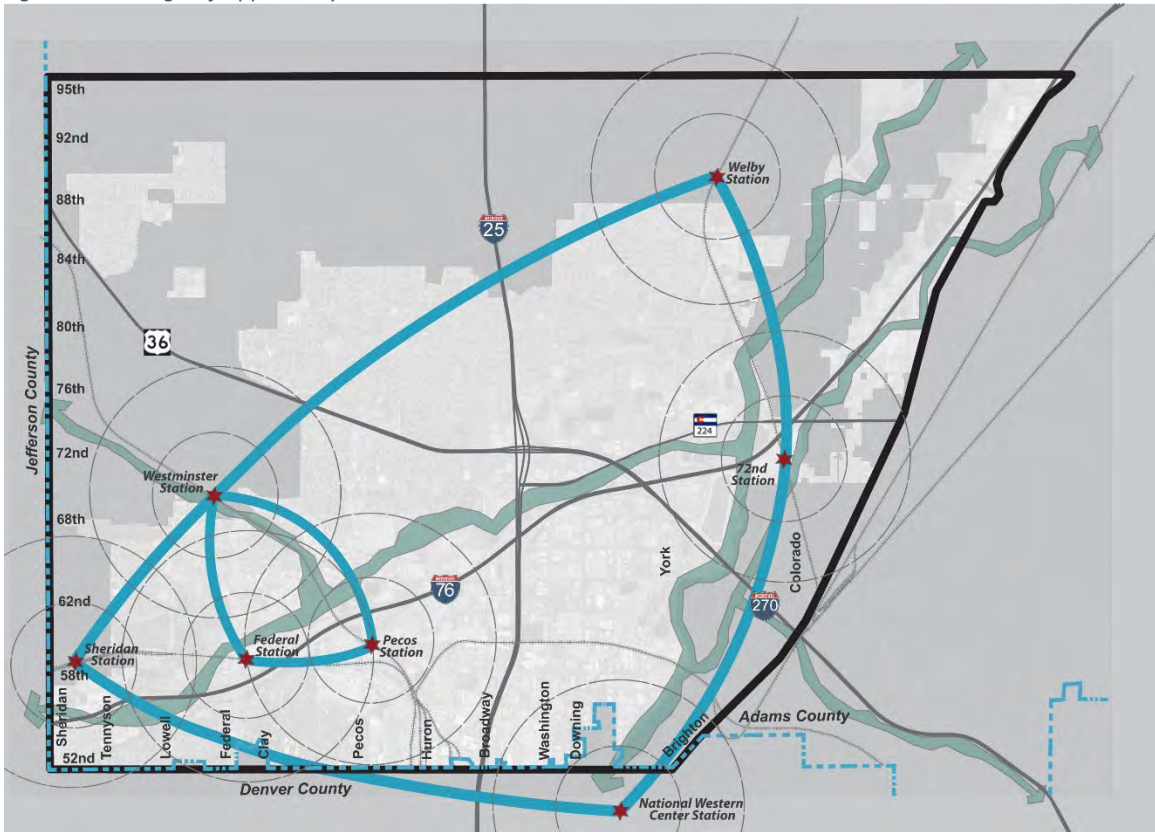 95th
92nd
88th
84th
80th
76th
72nd
68th
62nd
58th
52nd
Jefferson County
Welby
Station
25
36
224
72nd
Station
Westminster
Station
76
York
Colorado
270
Sheridan
Station
Federal
Station
Pecos
Station
Sheridan
Tennyson
Lowell
Federal
Clay
Pecos
Huron
Broadway
Washington
Downing
Brighton
Adams County
Denver County
National Western
Center Station